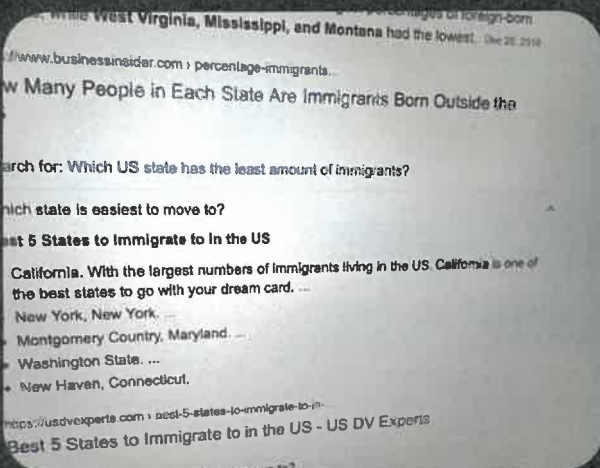 While West Virginia, Mississippi, and Montana had the lowest. Dec 28,
://www.businessinsider.com › percentage-immigrants...
w Many People in Each State Are Immigrants Born Outside the
arch for: Which US state has the least amount of immigrants?
hich state is easiest to move to?
st 5 States to Immigrate to in the US
California. With the largest numbers of immigrants living in the US. California is one of
the best states to go with your dream card. ...
New York, New York. ...
• Montgomery Country, Maryland. ...
• Washington State. ...
• New Haven, Connecticut.
https://usdvexperts.com › best-5-states-to-immigrate-to-in-...
Best 5 States to Immigrate to in the US - US DV Experts